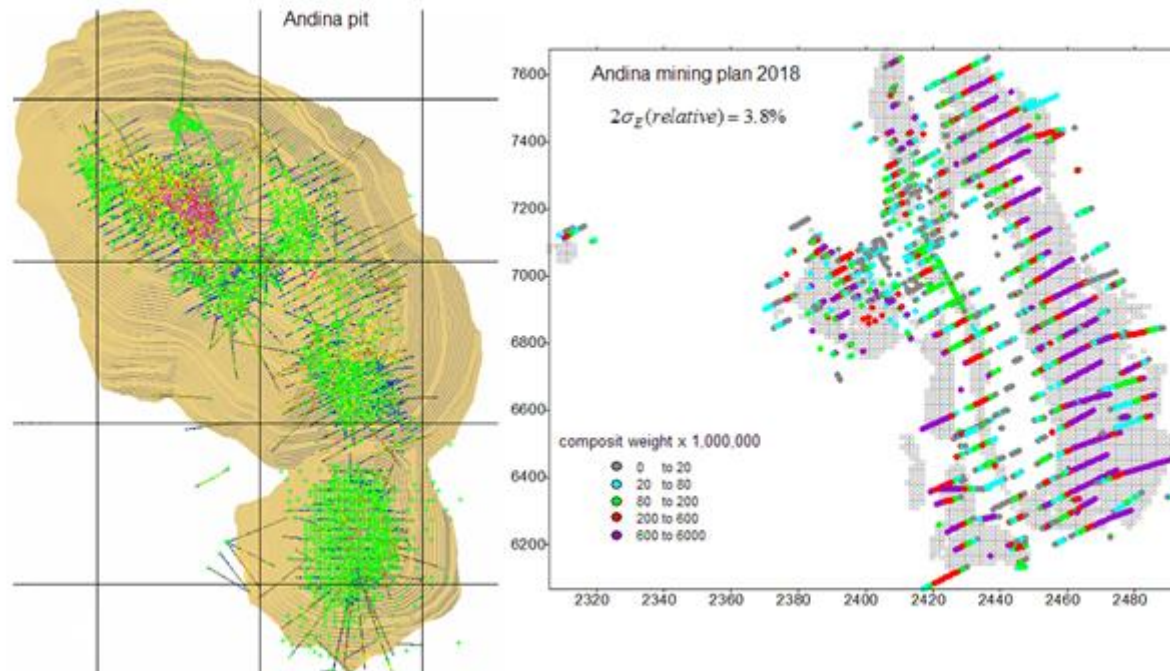 Andina pit
Andina mining plan 2018
2σ_E(relative) = 3.8%
7600
7400
7200
7000
6800
6600
6400
6200
composit weight x 1,000,000
0 to 20
20 to 80
80 to 200
200 to 600
600 to 6000
2320 2340 2360 2380 2400 2420 2440 2460 2480